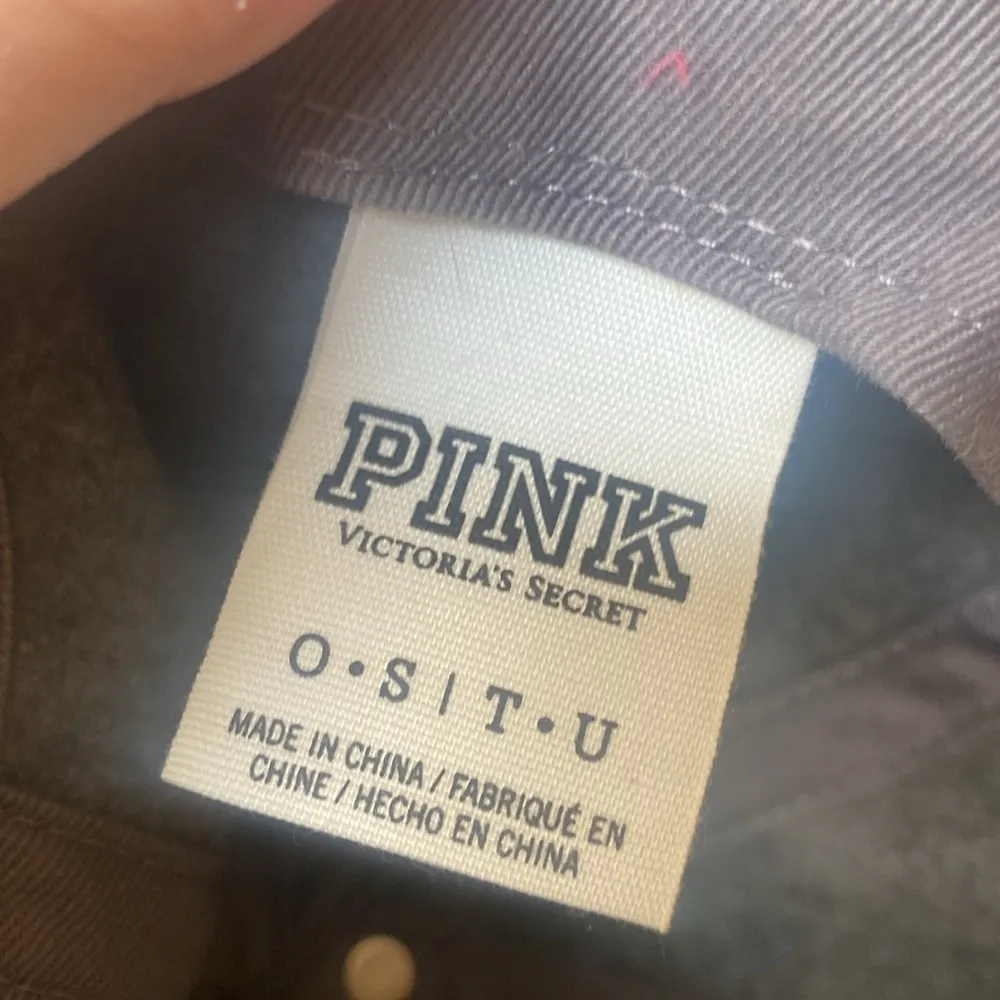 PINK
VICTORIA'S SECRET
O • S | T • U
MADE IN CHINA / FABRIQUÉ EN
CHINE / HECHO EN CHINA